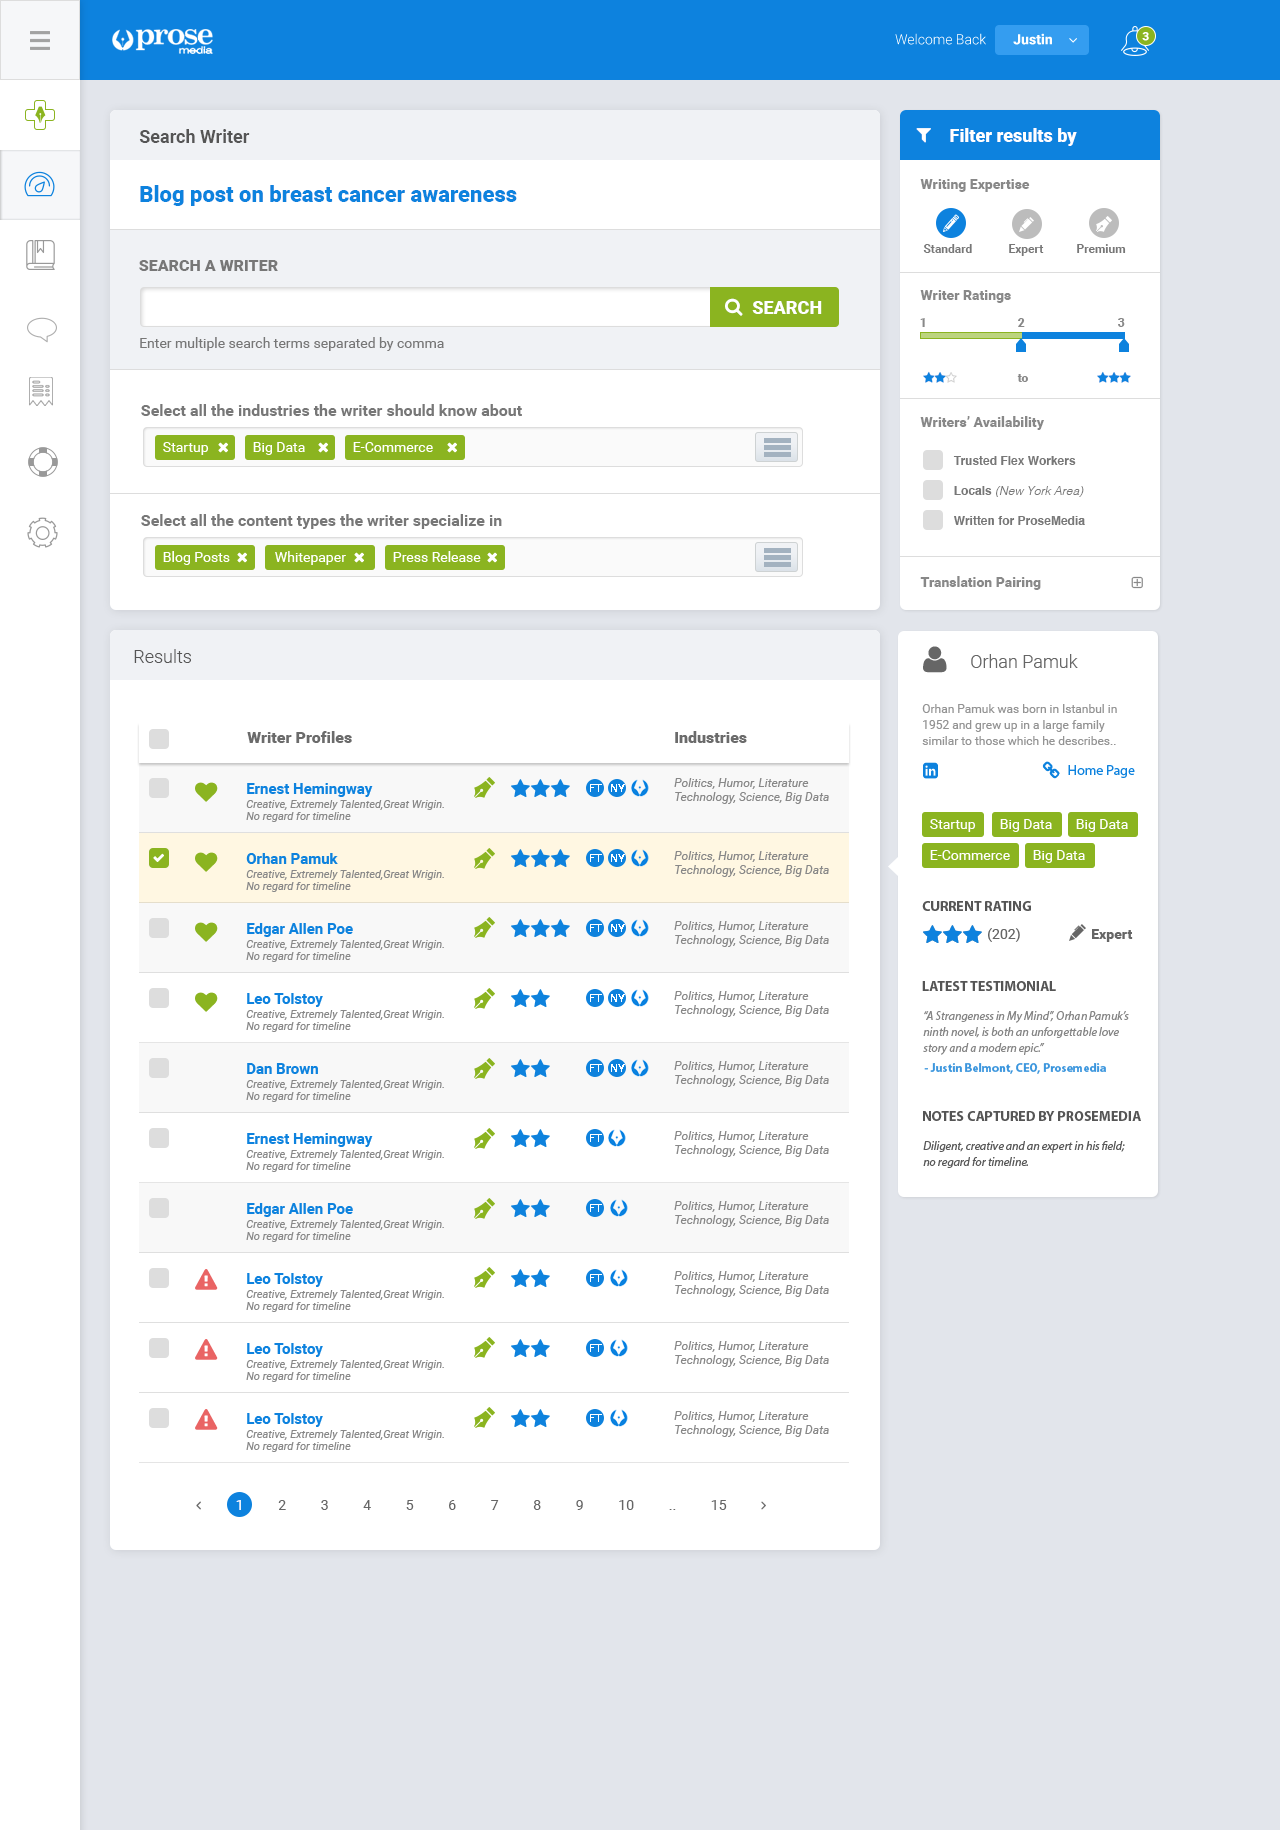 prose
media
Welcome Back
Justin
3
Search Writer
Blog post on breast cancer awareness
SEARCH A WRITER
SEARCH
Enter multiple search terms separated by comma
Select all the industries the writer should know about
Startup
Big Data
E-Commerce
Select all the content types the writer specialize in
Blog Posts
Whitepaper
Press Release
Filter results by
Writing Expertise
Standard Expert Premium
Writer Ratings
1 2 3
to
Writers’ Availability
Trusted Flex Workers
Locals (New York Area)
Written for ProseMedia
Translation Pairing
Results
Writer Profiles Industries
Ernest Hemingway FT NY Politics, Humor, Literature
Creative, Extremely Talented,Great Wrigin. Technology, Science, Big Data
No regard for timeline
Orhan Pamuk FT NY Politics, Humor, Literature
Creative, Extremely Talented,Great Wrigin. Technology, Science, Big Data
No regard for timeline
Edgar Allen Poe FT NY Politics, Humor, Literature
Creative, Extremely Talented,Great Wrigin. Technology, Science, Big Data
No regard for timeline
Leo Tolstoy FT NY Politics, Humor, Literature
Creative, Extremely Talented,Great Wrigin. Technology, Science, Big Data
No regard for timeline
Dan Brown FT NY Politics, Humor, Literature
Creative, Extremely Talented,Great Wrigin. Technology, Science, Big Data
No regard for timeline
Ernest Hemingway FT Politics, Humor, Literature
Creative, Extremely Talented,Great Wrigin. Technology, Science, Big Data
No regard for timeline
Edgar Allen Poe FT Politics, Humor, Literature
Creative, Extremely Talented,Great Wrigin. Technology, Science, Big Data
No regard for timeline
Leo Tolstoy FT Politics, Humor, Literature
Creative, Extremely Talented,Great Wrigin. Technology, Science, Big Data
No regard for timeline
Leo Tolstoy FT Politics, Humor, Literature
Creative, Extremely Talented,Great Wrigin. Technology, Science, Big Data
No regard for timeline
Leo Tolstoy FT Politics, Humor, Literature
Creative, Extremely Talented,Great Wrigin. Technology, Science, Big Data
No regard for timeline
‹ 1 2 3 4 5 6 7 8 9 10 .. 15 ›
Orhan Pamuk
Orhan Pamuk was born in Istanbul in
1952 and grew up in a large family
similar to those which he describes..
in
Home Page
Startup Big Data Big Data
E-Commerce Big Data
CURRENT RATING
(202) Expert
LATEST TESTIMONIAL
“A Strangeness in My Mind”, Orhan Pamuk’s
ninth novel, is both an unforgettable love
story and a modern epic.”
- Justin Belmont, CEO, Prosemedia
NOTES CAPTURED BY PROSEMEDIA
Diligent, creative and an expert in his field;
no regard for timeline.